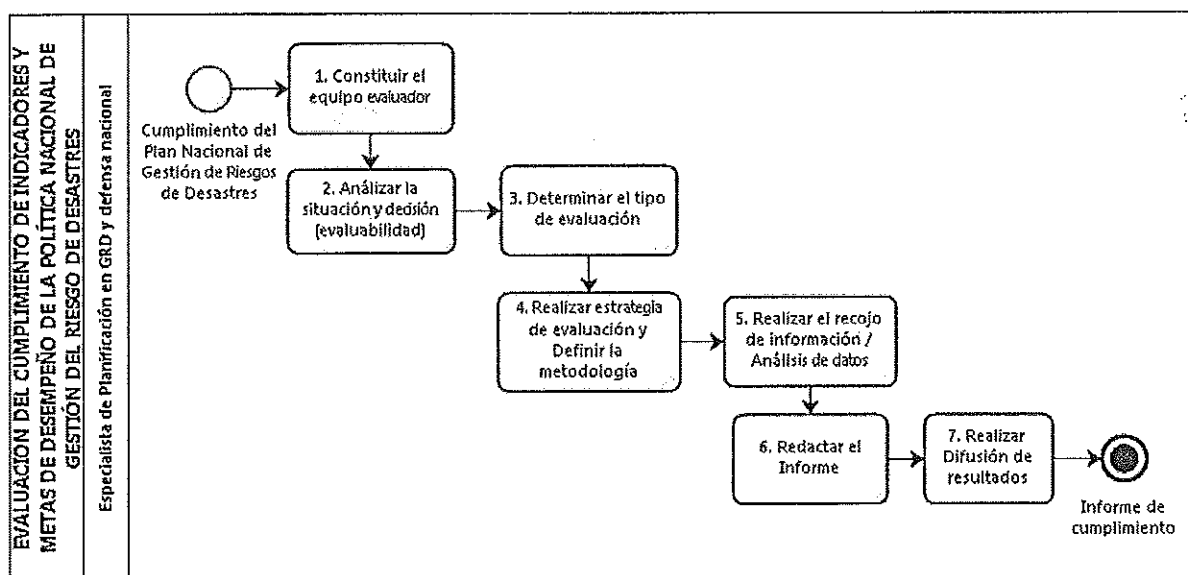 EVALUACION DEL CUMPLIMIENTO DE INDICADORES Y
METAS DE DESEMPEÑO DE LA POLÍTICA NACIONAL DE
GESTIÓN DEL RIESGO DE DESASTRES
Especialista de Planificación en GRD y defensa nacional
Cumplimiento del
Plan Nacional de
Gestión de Riesgos
de Desastres
1. Constituir el
equipo evaluador
2. Análizar la
situación y decisión
(evaluabilidad)
3. Determinar el tipo
de evaluación
4. Realizar estrategia
de evaluación y
Definir la
metodología
5. Realizar el recojo
de información /
Análisis de datos
6. Redactar el
Informe
7. Realizar
Difusión de
resultados
Informe de
cumplimiento